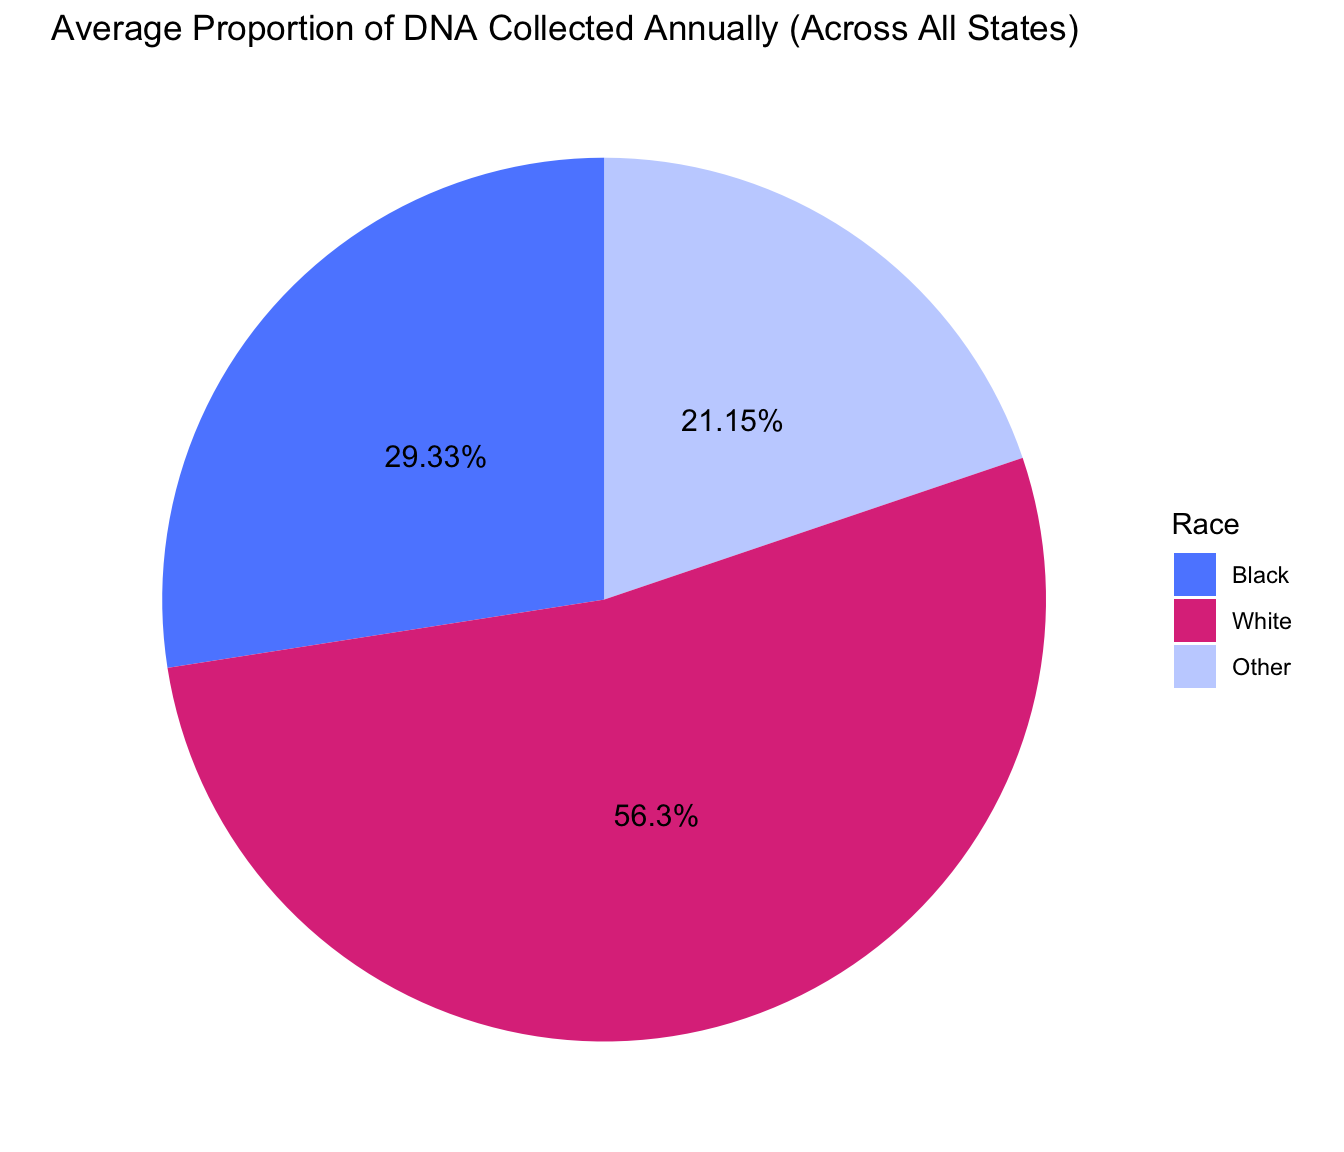 Average Proportion of DNA Collected Annually (Across All States)
21.15%
29.33%
56.3%
Race
Black
White
Other